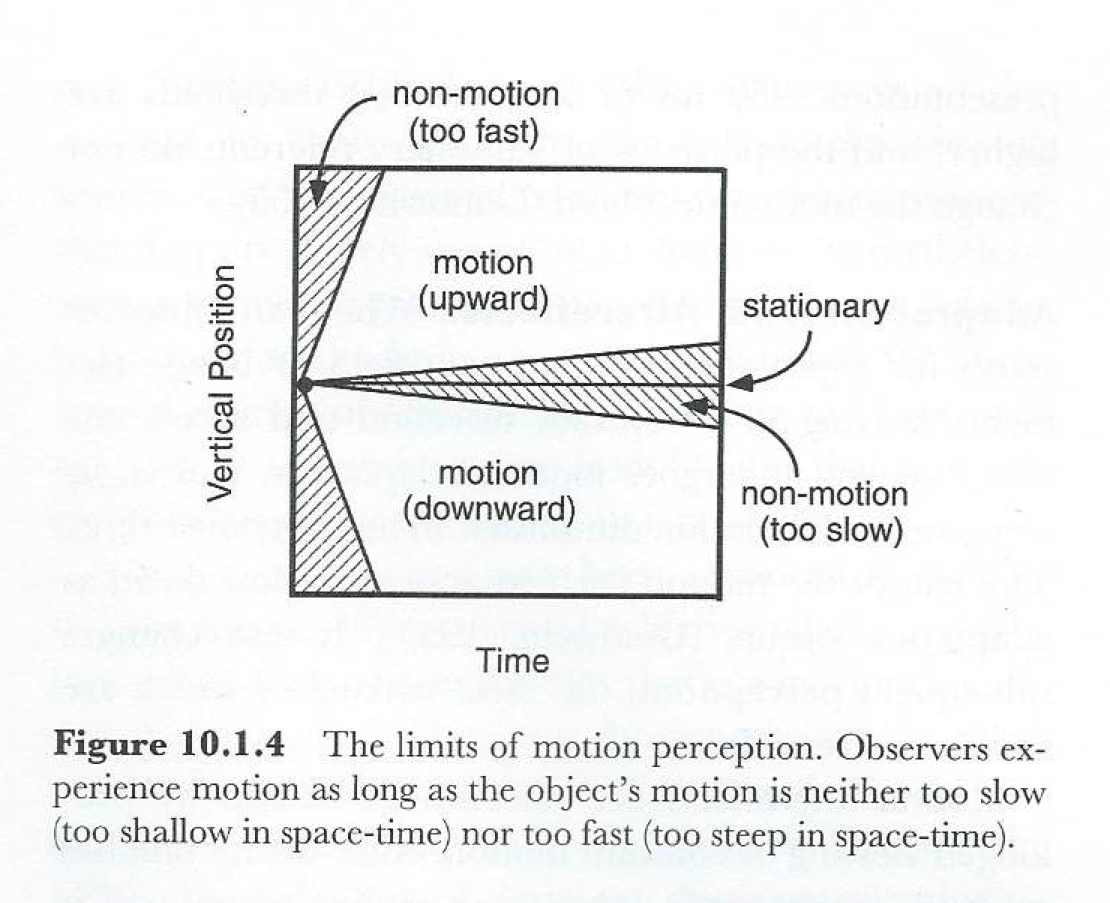 non-motion
(too fast)
motion
(upward)
stationary
Vertical Position
motion
(downward)
non-motion
(too slow)
Time
Figure 10.1.4 The limits of motion perception. Observers ex-
perience motion as long as the object's motion is neither too slow
(too shallow in space-time) nor too fast (too steep in space-time).